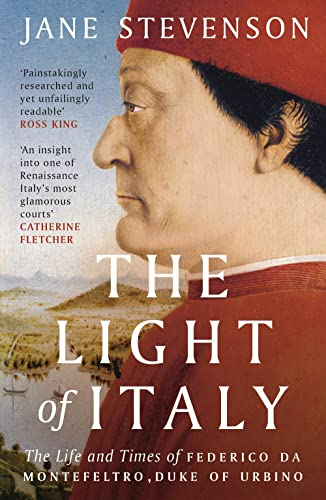 JANE STEVENSON
'Painstakingly
researched and
yet unfailingly
readable'
ROSS KING
'An insight
into one of
Renaissance
Italy's most
glamorous
courts'
CATHERINE
FLETCHER
THE
LIGHT
of ITALY
The Life and Times of FEDERICO DA
MONTEFELTRO, DUKE OF URBINO